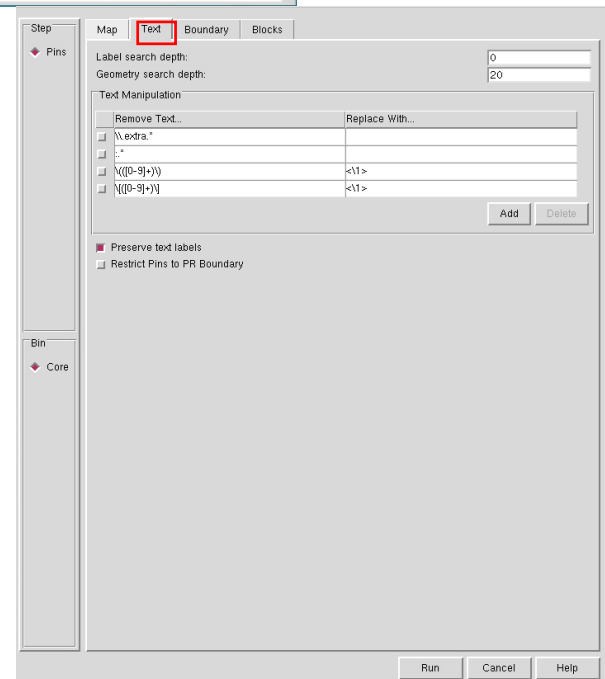 Step
Pins
Bin
Core
Map Text Boundary Blocks
Label search depth: 0
Geometry search depth: 20
Text Manipulation
Remove Text... Replace With...
\\.extra.*
:.*
\(([0-9]+)\) <\1>
\[([0-9]+)\] <\1>
Add Delete
Preserve text labels
Restrict Pins to PR Boundary
Run Cancel Help